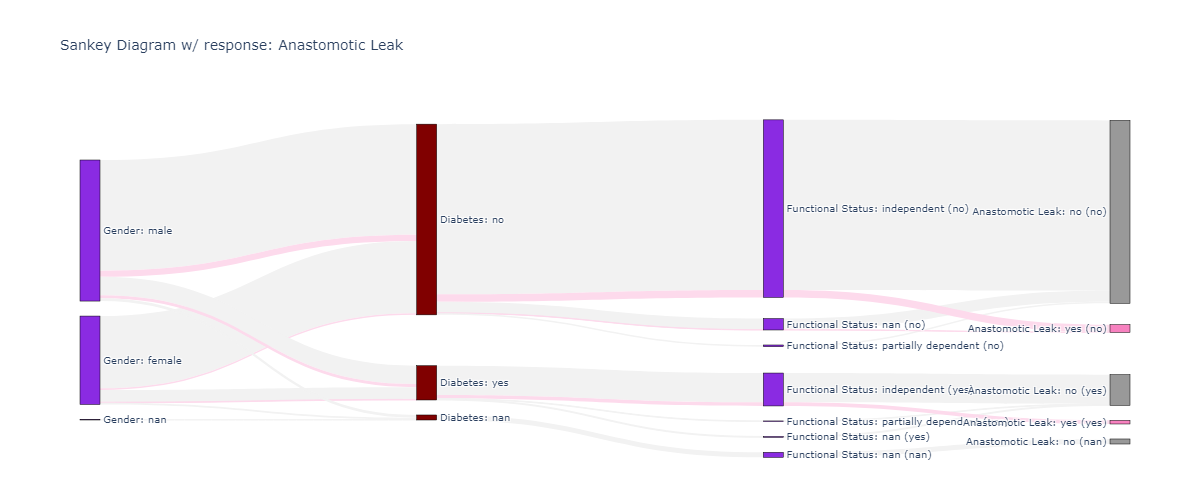 Sankey Diagram w/ response: Anastomotic Leak
Gender: male
Gender: female
Gender: nan
Diabetes: no
Diabetes: yes
Diabetes: nan
Functional Status: independent (no)
Functional Status: nan (no)
Functional Status: partially dependent (no)
Functional Status: independent (yes)
Functional Status: partially dependent (yes)
Functional Status: nan (yes)
Functional Status: nan (nan)
Anastomotic Leak: no (no)
Anastomotic Leak: yes (no)
Anastomotic Leak: no (yes)
Anastomotic Leak: yes (yes)
Anastomotic Leak: no (nan)